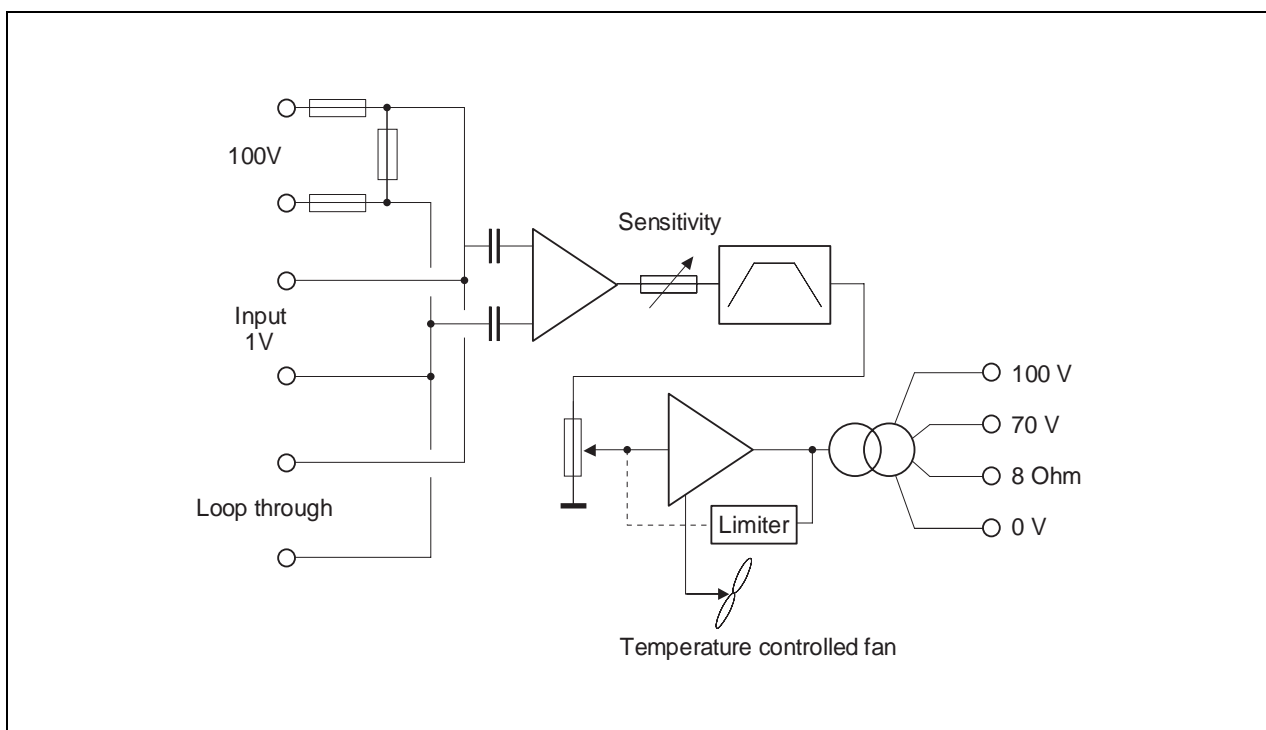 100V
Input
1V
Loop through
Sensitivity
Limiter
Temperature controlled fan
100 V
70 V
8 Ohm
0 V